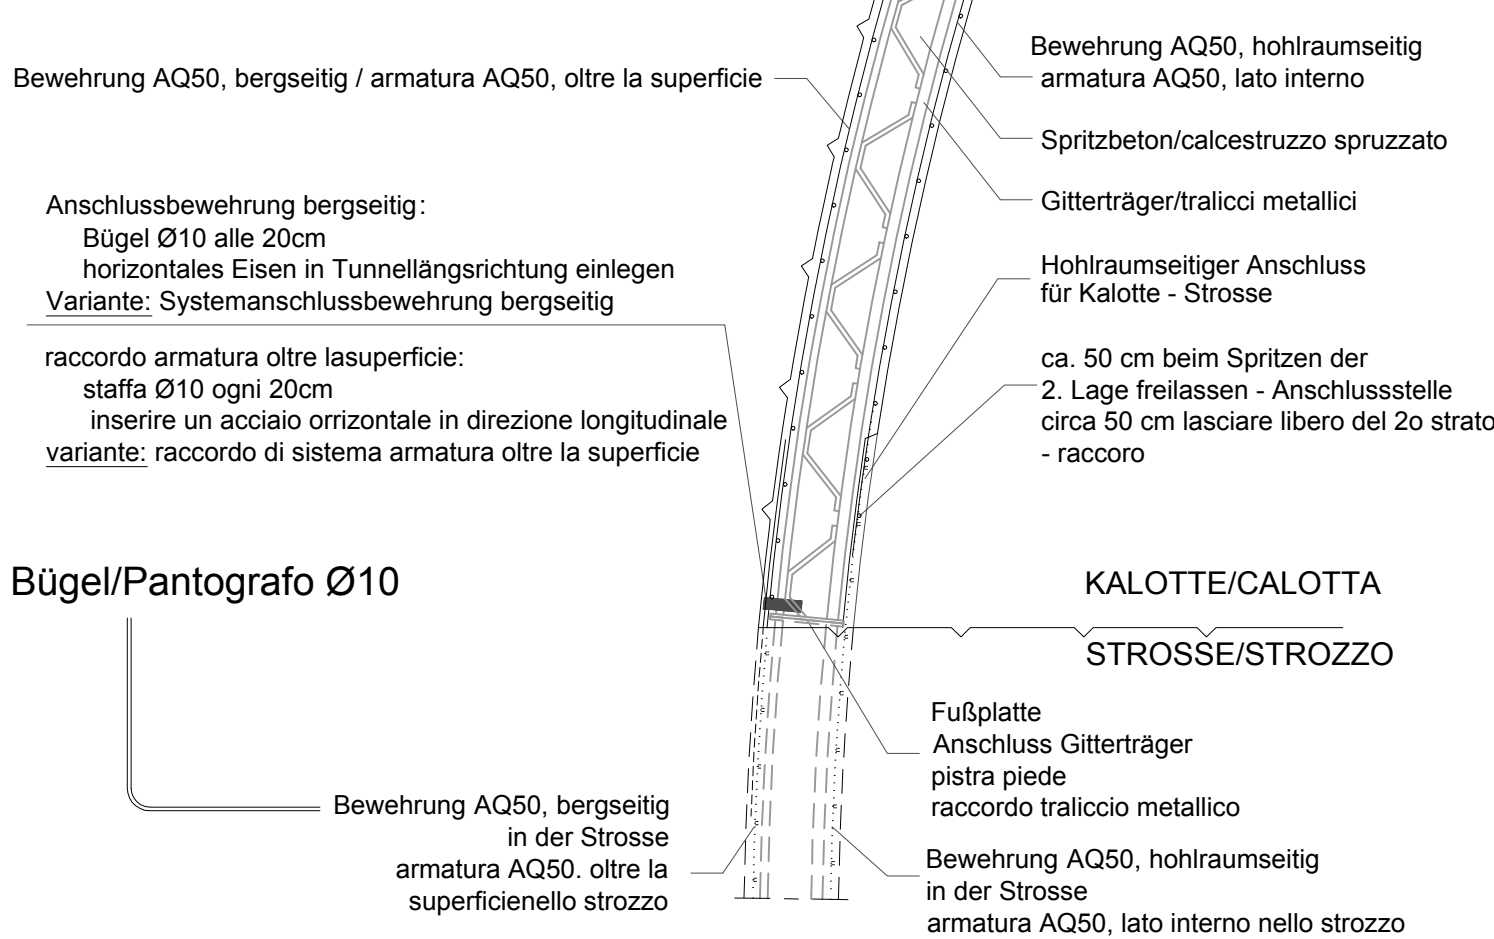 Bewehrung AQ50, bergseitig / armatura AQ50, oltre la superficie
Bewehrung AQ50, hohlraumseitig
armatura AQ50, lato interno
Spritzbeton/calcestruzzo spruzzato
Gitterträger/tralicci metallici
Anschlussbewehrung bergseitig:
Bügel Ø10 alle 20cm
horizontales Eisen in Tunnellängsrichtung einlegen
Variante: Systemanschlussbewehrung bergseitig
raccordo armatura oltre lasuperficie:
staffa Ø10 ogni 20cm
inserire un acciaio orrizontale in direzione longitudinale
variante: raccordo di sistema armatura oltre la superficie
Hohlraumseitiger Anschluss
für Kalotte - Strosse
ca. 50 cm beim Spritzen der
2. Lage freilassen - Anschlussstelle
circa 50 cm lasciare libero del 2o strato
- raccoro
Bügel/Pantografo Ø10
KALOTTE/CALOTTA
STROSSE/STROZZO
Fußplatte
Anschluss Gitterträger
pistra piede
raccordo traliccio metallico
Bewehrung AQ50, bergseitig
in der Strosse
armatura AQ50. oltre la
superficienello strozzo
Bewehrung AQ50, hohlraumseitig
in der Strosse
armatura AQ50, lato interno nello strozzo